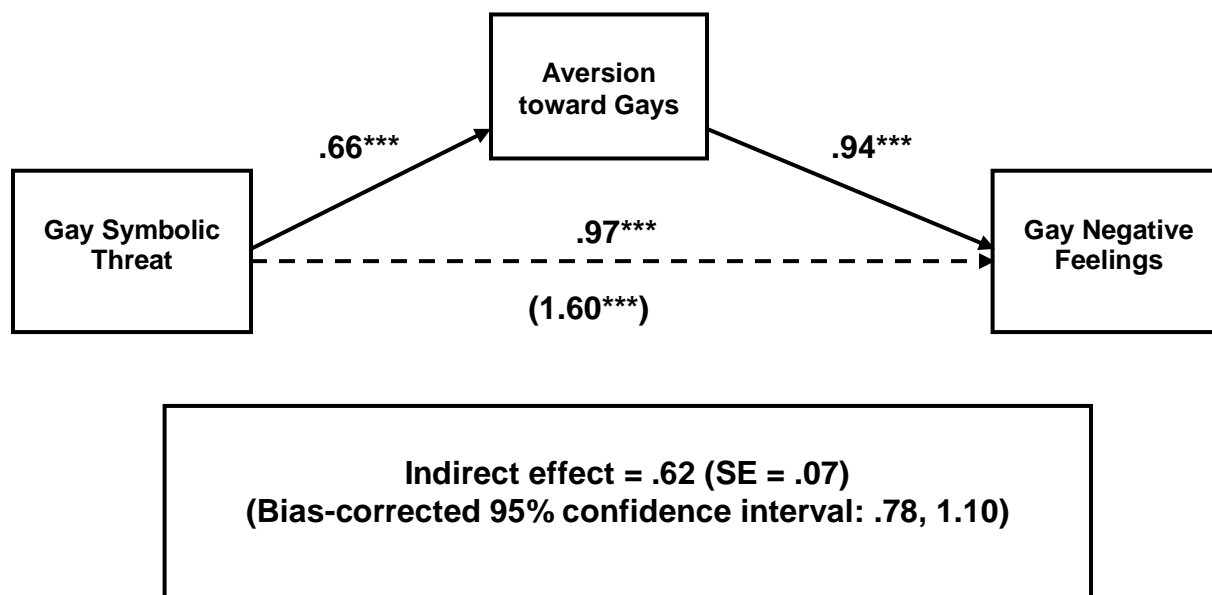 Aversion
toward Gays
.66***
.94***
Gay Symbolic
Threat
.97***
(1.60***)
Gay Negative
Feelings
Indirect effect = .62 (SE = .07)
(Bias-corrected 95% confidence interval: .78, 1.10)